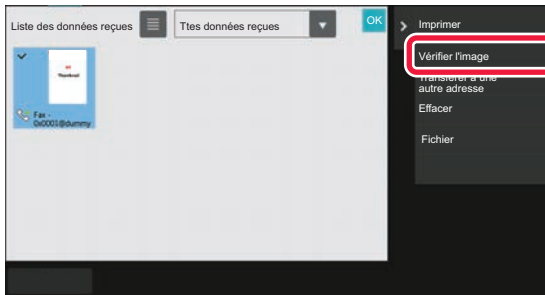 Liste des données reçues
Ttes données reçues
OK
Imprimer
Vérifier l'image
Transférer à une
autre adresse
Effacer
Fichier
Thumbnail
Fax -
0x0001@dummy